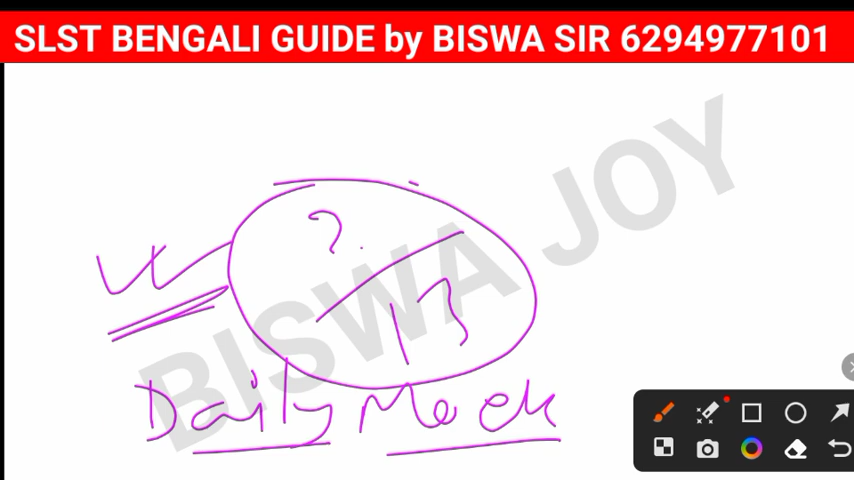 SLST BENGALI GUIDE by BISWA SIR 6294977101
BISWA JOY
?
13
Daily Mock